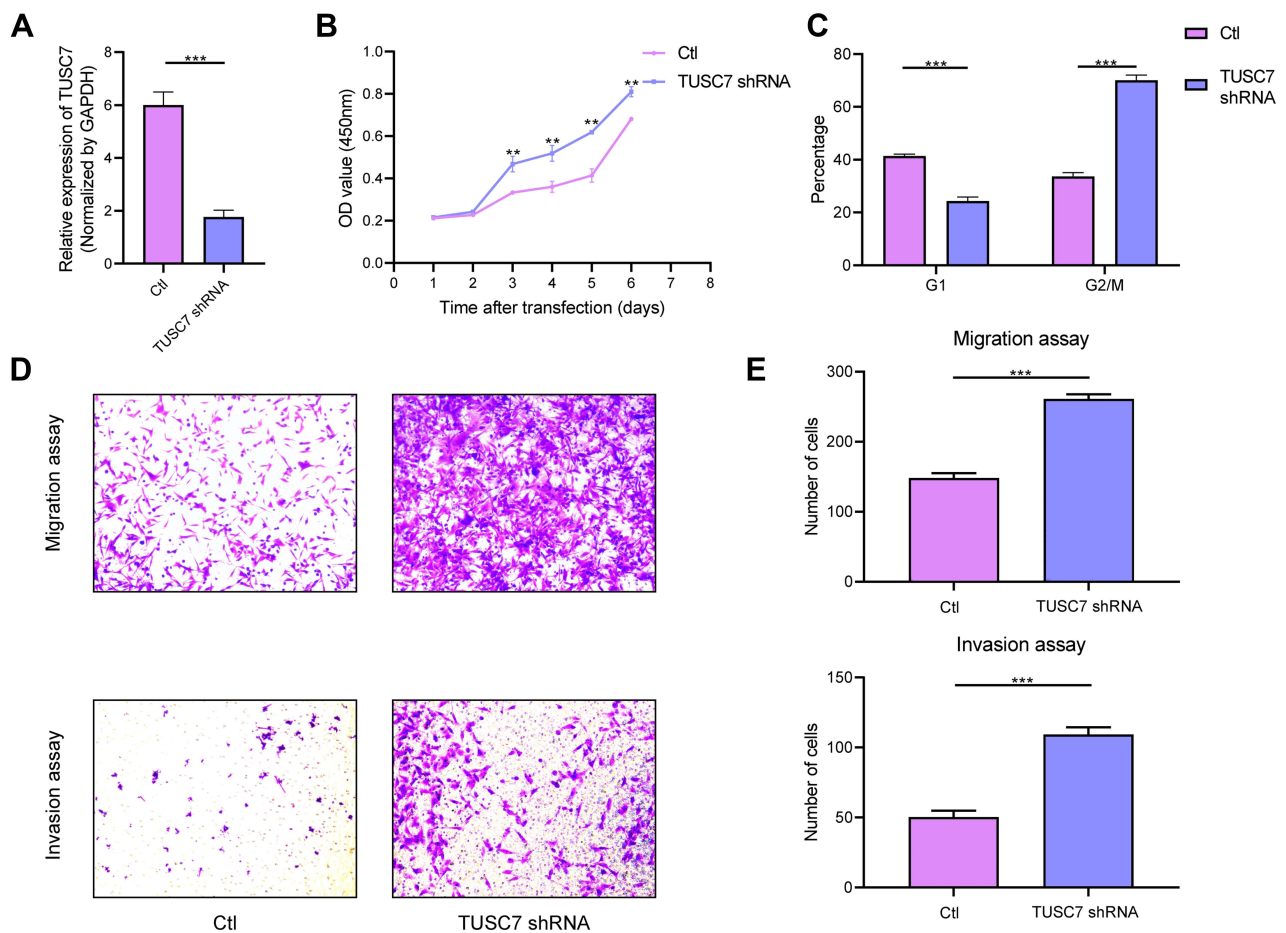 A
Relative expression of TUSC7
(Normalized by GAPDH)
8
6
4
2
0
***
Ctl
TUSC7 shRNA
B
OD value (450nm)
1.0
0.8
0.6
0.4
0.2
0.0
**
**
**
**
Ctl
TUSC7 shRNA
0 1 2 3 4 5 6 7 8
Time after transfection (days)
C
Percentage
80
60
40
20
0
***
***
Ctl
TUSC7
shRNA
G1
G2/M
D
Migration assay
Invasion assay
Ctl
TUSC7 shRNA
E
Migration assay
Number of cells
300
200
100
0
***
Ctl
TUSC7 shRNA
Invasion assay
Number of cells
150
100
50
0
***
Ctl
TUSC7 shRNA